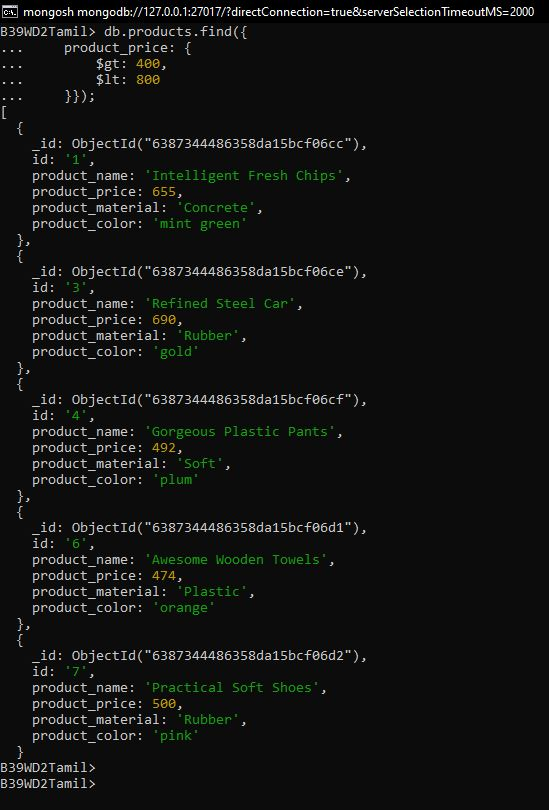 mongosh mongodb://127.0.0.1:27017/?directConnection=true&serverSelectionTimeoutMS=2000
B39WD2Tamil> db.products.find({
...     product_price: {
...         $gt: 400,
...         $lt: 800
...     }});
[
  {
    _id: ObjectId("6387344486358da15bcf06cc"),
    id: '1',
    product_name: 'Intelligent Fresh Chips',
    product_price: 655,
    product_material: 'Concrete',
    product_color: 'mint green'
  },
  {
    _id: ObjectId("6387344486358da15bcf06ce"),
    id: '3',
    product_name: 'Refined Steel Car',
    product_price: 690,
    product_material: 'Rubber',
    product_color: 'gold'
  },
  {
    _id: ObjectId("6387344486358da15bcf06cf"),
    id: '4',
    product_name: 'Gorgeous Plastic Pants',
    product_price: 492,
    product_material: 'Soft',
    product_color: 'plum'
  },
  {
    _id: ObjectId("6387344486358da15bcf06d1"),
    id: '6',
    product_name: 'Awesome Wooden Towels',
    product_price: 474,
    product_material: 'Plastic',
    product_color: 'orange'
  },
  {
    _id: ObjectId("6387344486358da15bcf06d2"),
    id: '7',
    product_name: 'Practical Soft Shoes',
    product_price: 500,
    product_material: 'Rubber',
    product_color: 'pink'
  }
B39WD2Tamil>
B39WD2Tamil>